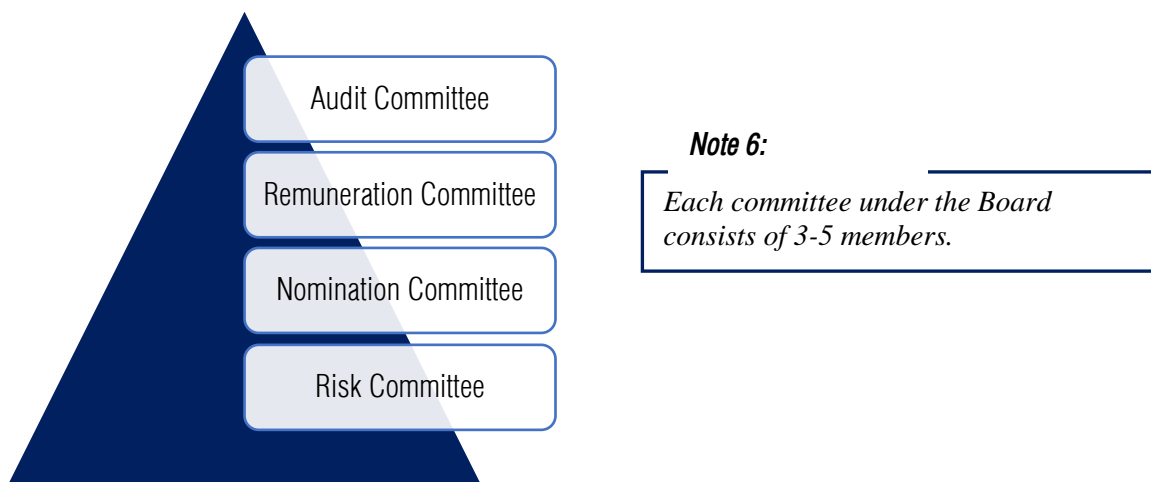 Audit Committee
Remuneration Committee
Nomination Committee
Risk Committee
Note 6:
Each committee under the Board
consists of 3-5 members.